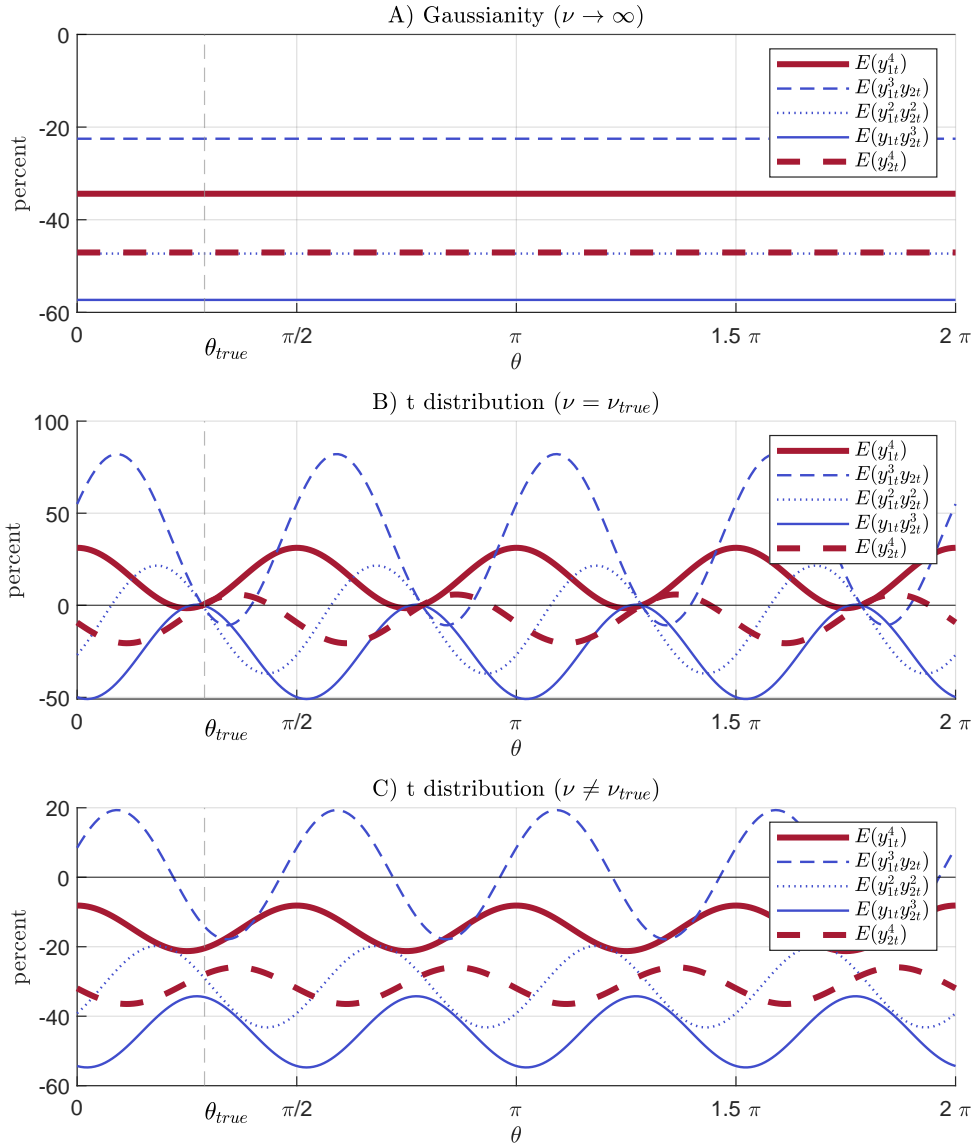 A) Gaussianity (ν → ∞)
0
-20
-40
-60
percent
E(y_{1t}^4)
E(y_{1t}^3 y_{2t})
E(y_{1t}^2 y_{2t}^2)
E(y_{1t} y_{2t}^3)
E(y_{2t}^4)
0 θ_{true} π/2 π 1.5 π 2 π
θ
B) t distribution (ν = ν_{true})
100
50
0
-50
percent
E(y_{1t}^4)
E(y_{1t}^3 y_{2t})
E(y_{1t}^2 y_{2t}^2)
E(y_{1t} y_{2t}^3)
E(y_{2t}^4)
0 θ_{true} π/2 π 1.5 π 2 π
θ
C) t distribution (ν ≠ ν_{true})
20
0
-20
-40
-60
percent
E(y_{1t}^4)
E(y_{1t}^3 y_{2t})
E(y_{1t}^2 y_{2t}^2)
E(y_{1t} y_{2t}^3)
E(y_{2t}^4)
0 θ_{true} π/2 π 1.5 π 2 π
θ